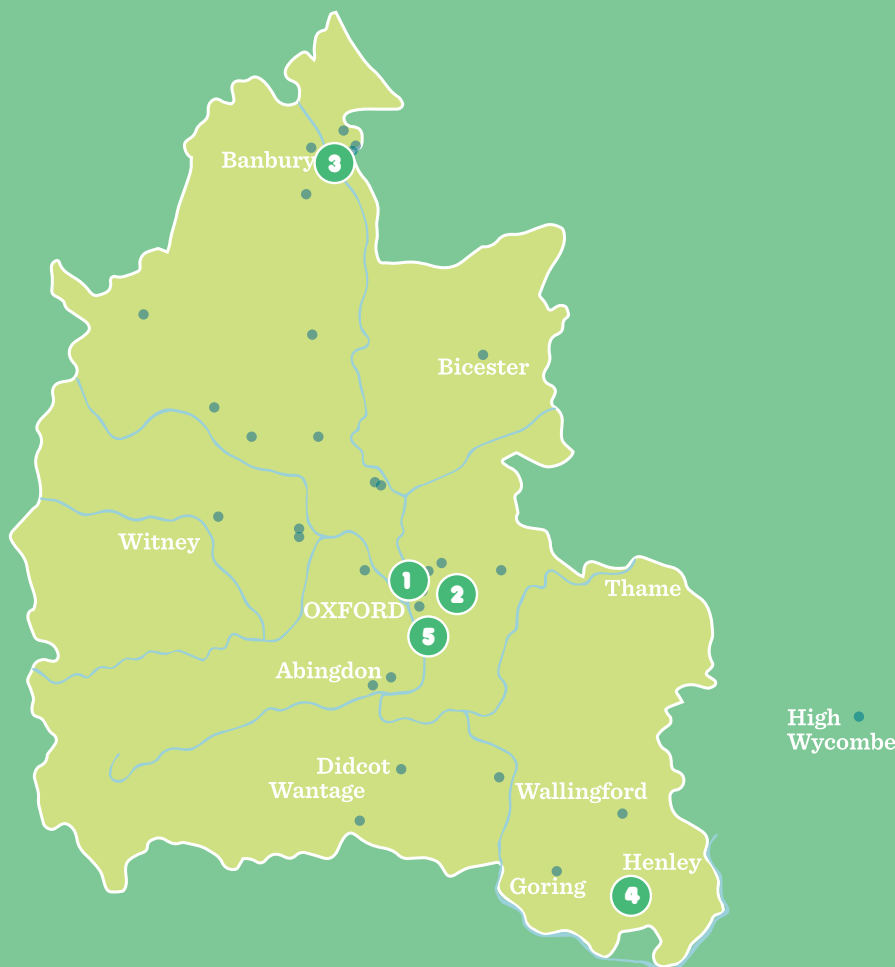 Banbury
3
Bicester
Witney
1
2
Thame
OXFORD
5
Abingdon
High
Wycombe
Didcot
Wantage
Wallingford
Henley
Goring
4